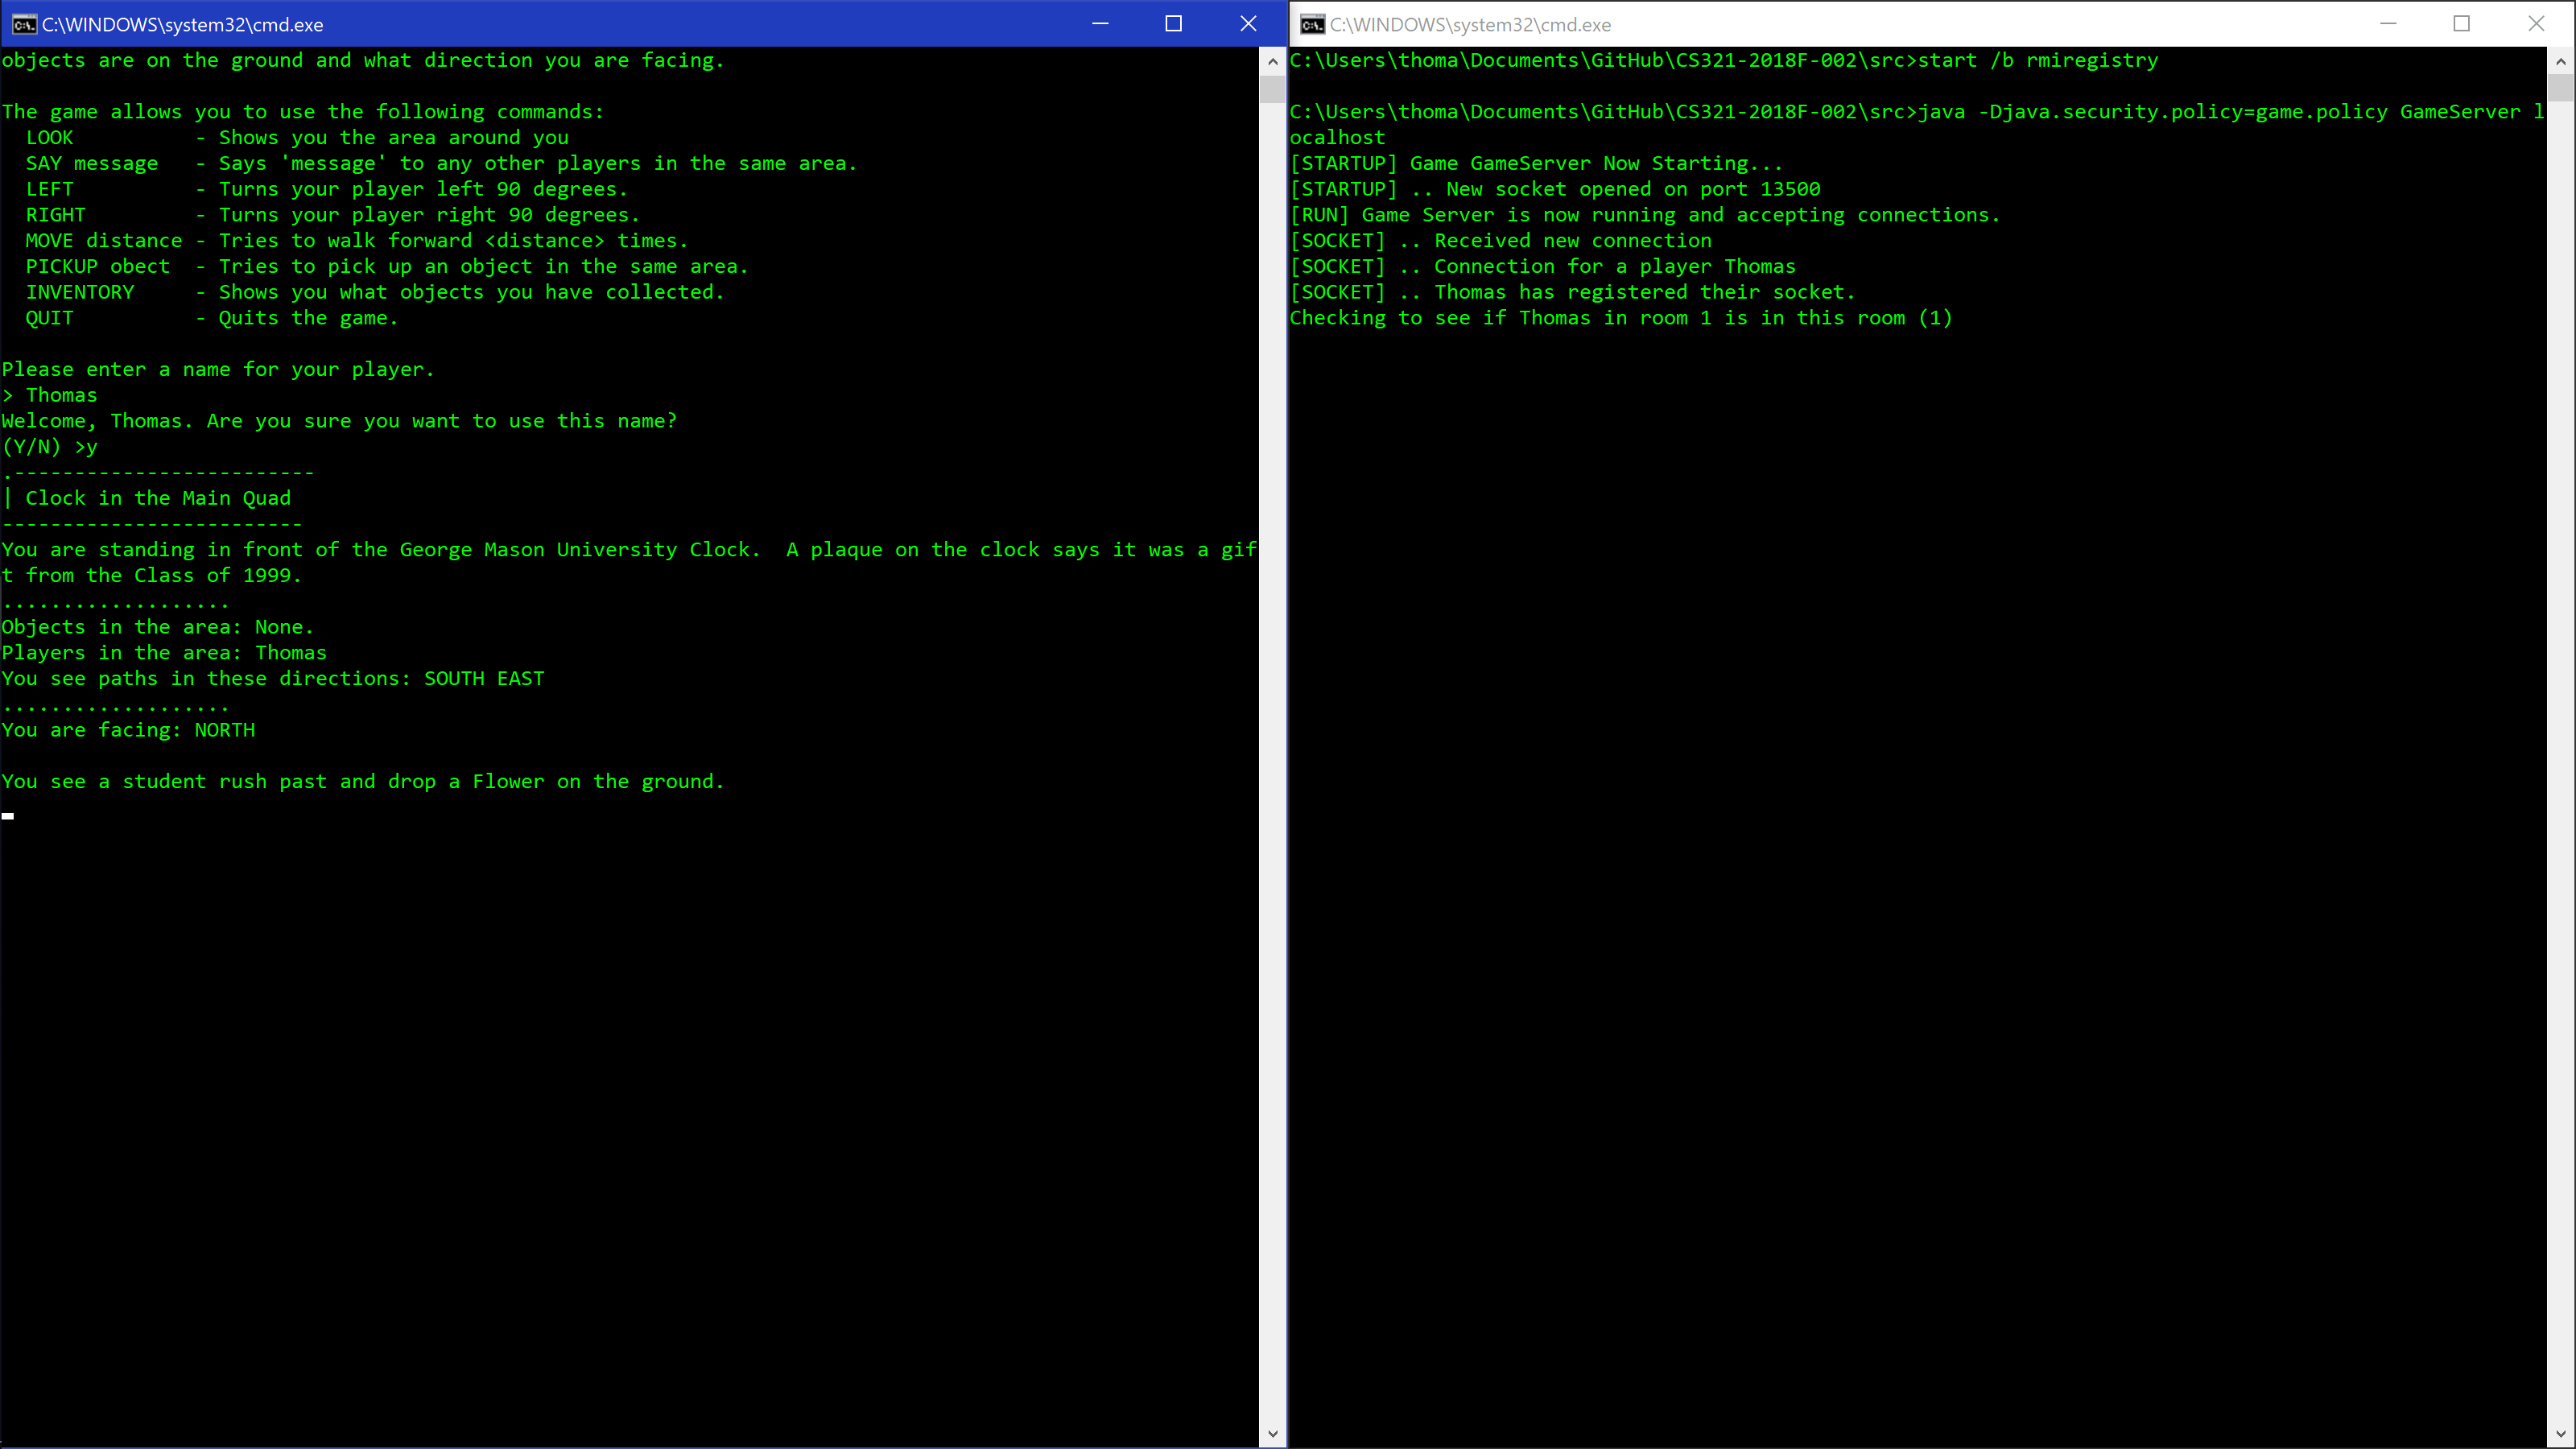 C:\WINDOWS\system32\cmd.exe
objects are on the ground and what direction you are facing.
The game allows you to use the following commands:
  LOOK          - Shows you the area around you
  SAY message   - Says 'message' to any other players in the same area.
  LEFT          - Turns your player left 90 degrees.
  RIGHT         - Turns your player right 90 degrees.
  MOVE distance - Tries to walk forward <distance> times.
  PICKUP obect  - Tries to pick up an object in the same area.
  INVENTORY     - Shows you what objects you have collected.
  QUIT          - Quits the game.
Please enter a name for your player.
> Thomas
Welcome, Thomas. Are you sure you want to use this name?
(Y/N) >y
.-------------------------
| Clock in the Main Quad
-------------------------
You are standing in front of the George Mason University Clock.  A plaque on the clock says it was a gif
t from the Class of 1999.
...................
Objects in the area: None.
Players in the area: Thomas
You see paths in these directions: SOUTH EAST
...................
You are facing: NORTH
You see a student rush past and drop a Flower on the ground.
C:\WINDOWS\system32\cmd.exe
C:\Users\thoma\Documents\GitHub\CS321-2018F-002\src>start /b rmiregistry
C:\Users\thoma\Documents\GitHub\CS321-2018F-002\src>java -Djava.security.policy=game.policy GameServer l
ocalhost
[STARTUP] Game GameServer Now Starting...
[STARTUP] .. New socket opened on port 13500
[RUN] Game Server is now running and accepting connections.
[SOCKET] .. Received new connection
[SOCKET] .. Connection for a player Thomas
[SOCKET] .. Thomas has registered their socket.
Checking to see if Thomas in room 1 is in this room (1)